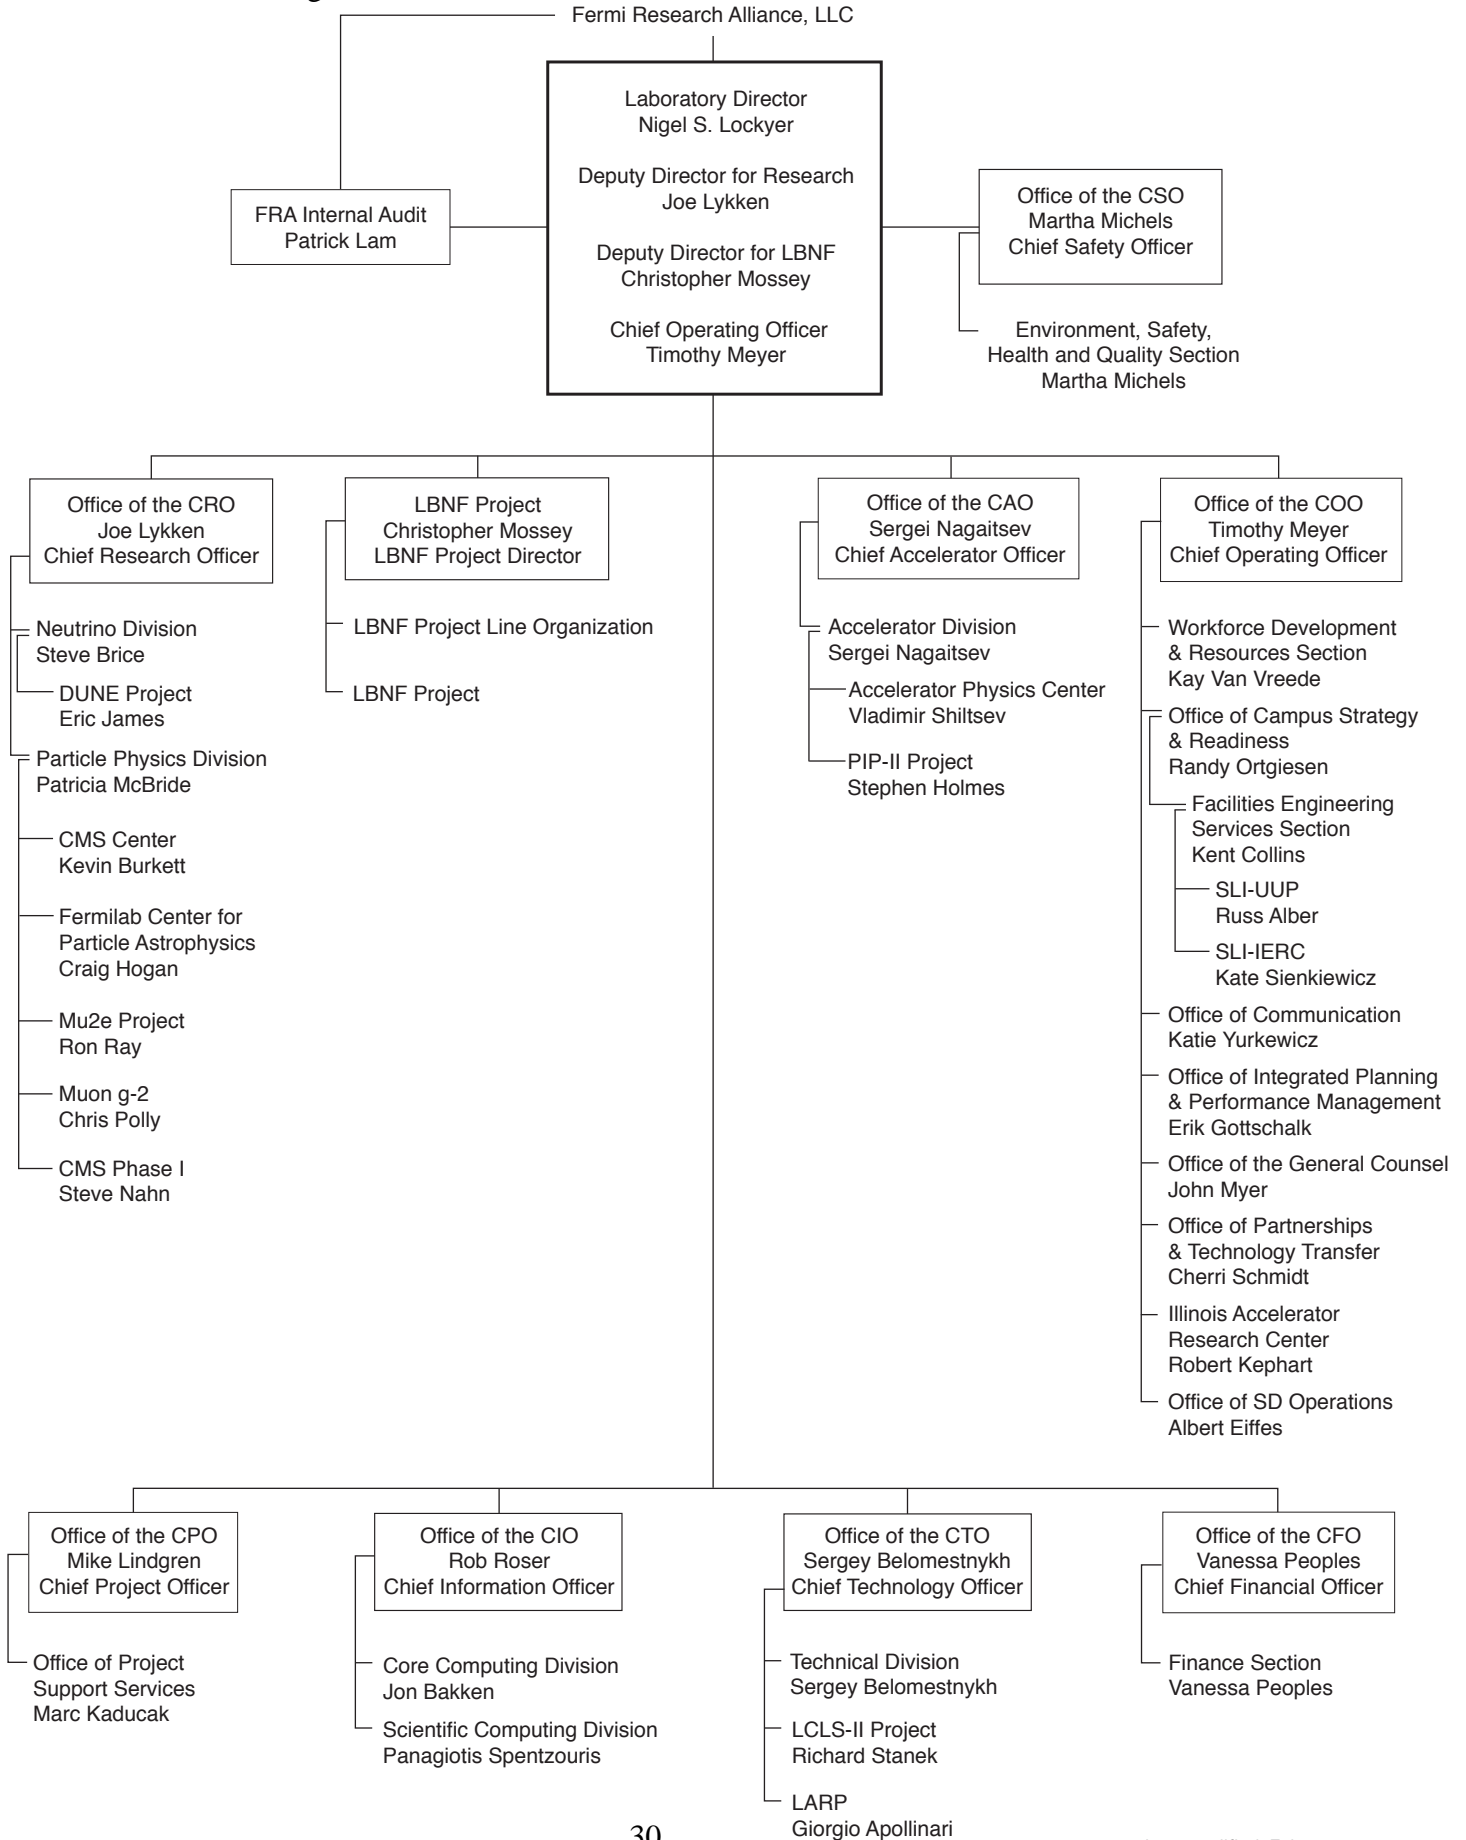 Fermi Research Alliance, LLC
Laboratory Director
Nigel S. Lockyer
Deputy Director for Research
Joe Lykken
Deputy Director for LBNF
Christopher Mossey
Chief Operating Officer
Timothy Meyer
FRA Internal Audit
Patrick Lam
Office of the CSO
Martha Michels
Chief Safety Officer
Environment, Safety,
Health and Quality Section
Martha Michels
Office of the CRO
Joe Lykken
Chief Research Officer
Neutrino Division
Steve Brice
DUNE Project
Eric James
Particle Physics Division
Patricia McBride
CMS Center
Kevin Burkett
Fermilab Center for
Particle Astrophysics
Craig Hogan
Mu2e Project
Ron Ray
Muon g-2
Chris Polly
CMS Phase I
Steve Nahn
LBNF Project
Christopher Mossey
LBNF Project Director
LBNF Project Line Organization
LBNF Project
Office of the CAO
Sergei Nagaitsev
Chief Accelerator Officer
Accelerator Division
Sergei Nagaitsev
Accelerator Physics Center
Vladimir Shiltsev
PIP-II Project
Stephen Holmes
Office of the COO
Timothy Meyer
Chief Operating Officer
Workforce Development
& Resources Section
Kay Van Vreede
Office of Campus Strategy
& Readiness
Randy Ortgiesen
Facilities Engineering
Services Section
Kent Collins
SLI-UUP
Russ Alber
SLI-IERC
Kate Sienkiewicz
Office of Communication
Katie Yurkewicz
Office of Integrated Planning
& Performance Management
Erik Gottschalk
Office of the General Counsel
John Myer
Office of Partnerships
& Technology Transfer
Cherri Schmidt
Illinois Accelerator
Research Center
Robert Kephart
Office of SD Operations
Albert Eiffes
Office of the CPO
Mike Lindgren
Chief Project Officer
Office of Project
Support Services
Marc Kaducak
Office of the CIO
Rob Roser
Chief Information Officer
Core Computing Division
Jon Bakken
Scientific Computing Division
Panagiotis Spentzouris
Office of the CTO
Sergey Belomestnykh
Chief Technology Officer
Technical Division
Sergey Belomestnykh
LCLS-II Project
Richard Stanek
LARP
Giorgio Apollinari
Office of the CFO
Vanessa Peoples
Chief Financial Officer
Finance Section
Vanessa Peoples
30